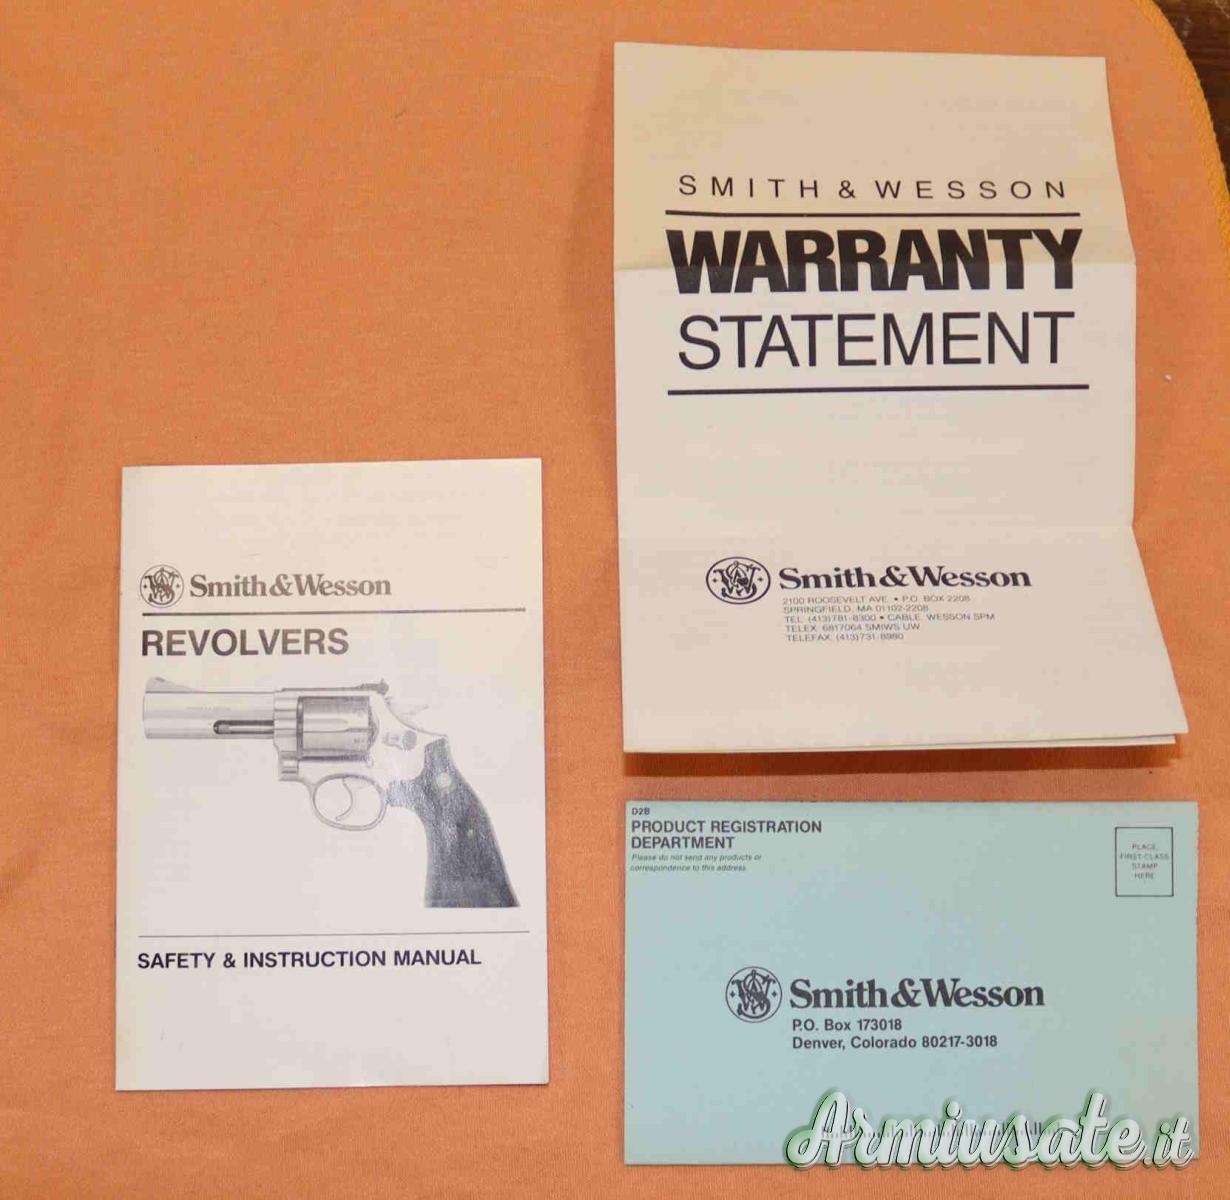 SMITH & WESSON
WARRANTY
STATEMENT
Smith & Wesson
2100 ROOSEVELT AVE. • P.O. BOX 2208
SPRINGFIELD, MA 01102-2208
TEL. (413)781-8300 • CABLE. WESSON SPM
TELEX. 6817064 SMIWS UW
TELEFAX. (413)731-8980
Smith & Wesson
REVOLVERS
SAFETY & INSTRUCTION MANUAL
D2B
PRODUCT REGISTRATION
DEPARTMENT
Please do not send any products or
correspondence to this address.
PLACE
FIRST-CLASS
STAMP
HERE
Smith & Wesson
P.O. Box 173018
Denver, Colorado 80217-3018
Armiusate.it